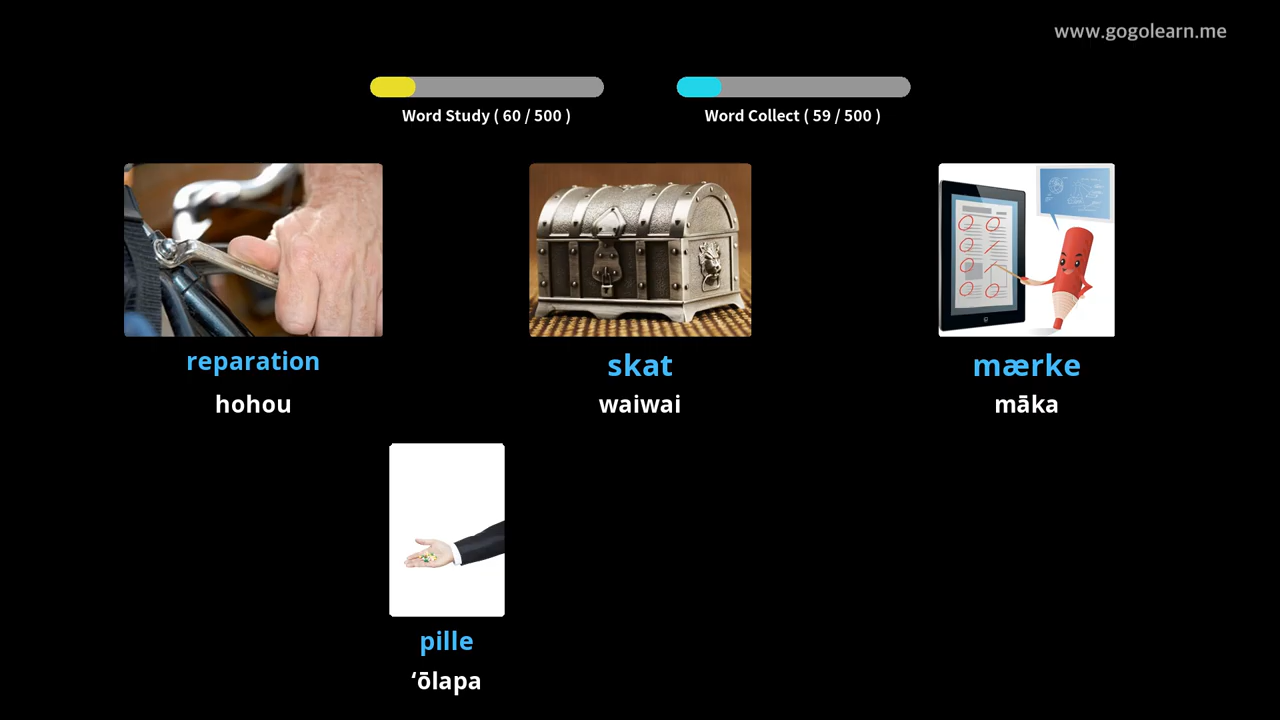 www.gogolearn.me
Word Study ( 60 / 500 )
Word Collect ( 59 / 500 )
reparation
hohou
skat
waiwai
mærke
māka
pille
ʻōlapa